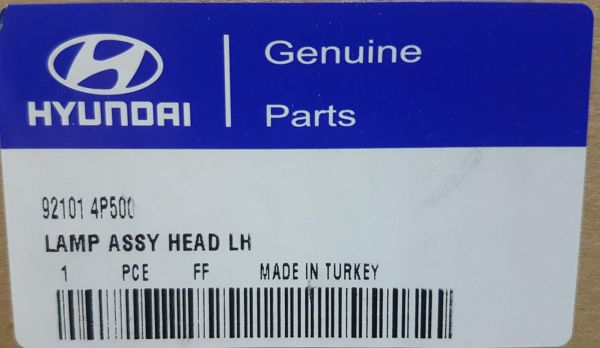 Genuine
HYUNDAI
Parts
92101 4P500
LAMP ASSY HEAD LH
1 PCE FF MADE IN TURKEY